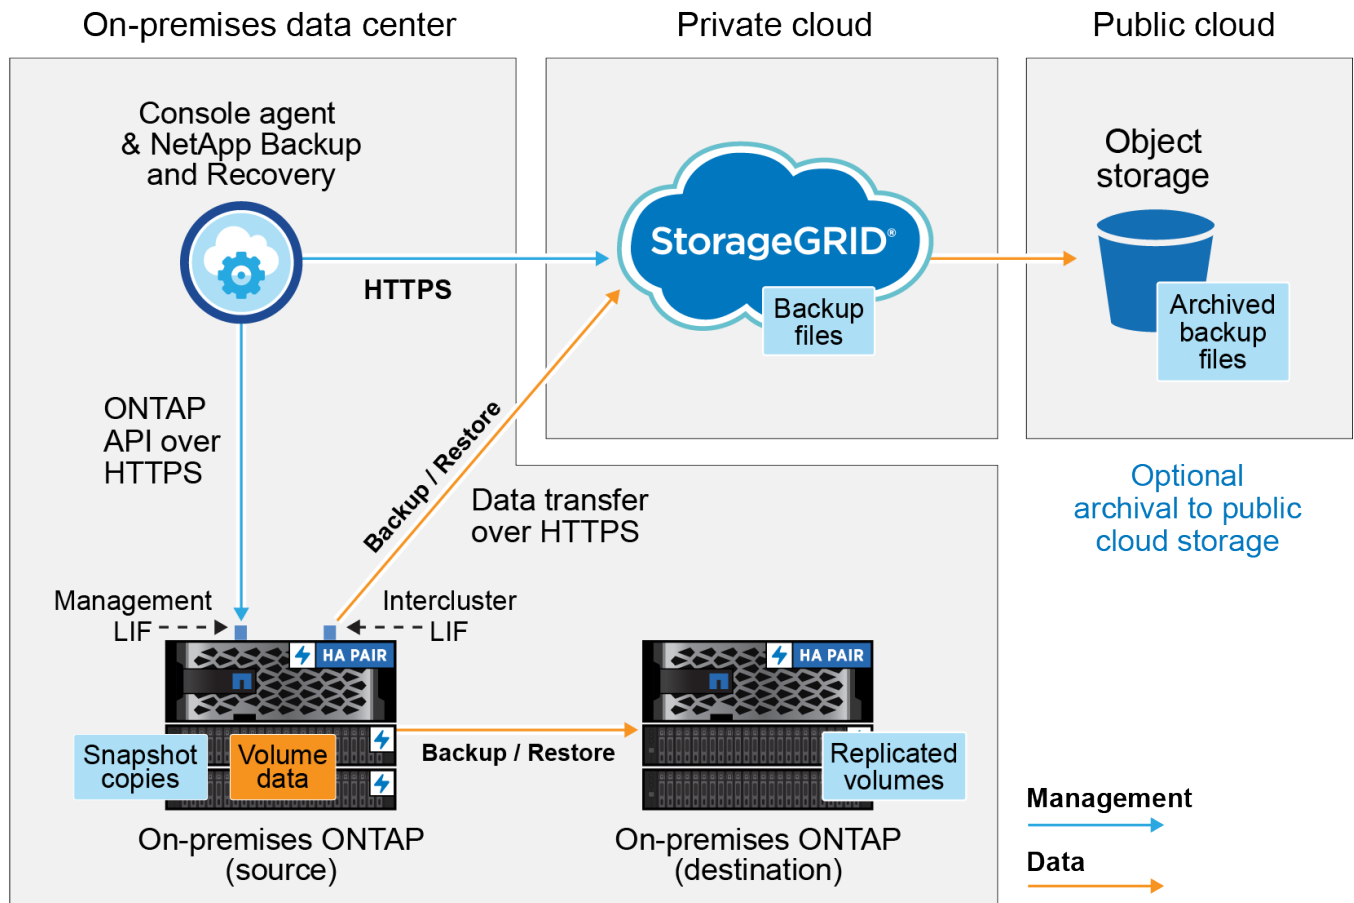 On-premises data center
Private cloud
Public cloud
Console agent
& NetApp Backup
and Recovery
StorageGRID®
Backup
files
Object
storage
Archived
backup
files
HTTPS
ONTAP
API over
HTTPS
Backup / Restore
Data transfer
over HTTPS
Optional
archival to public
cloud storage
Management
LIF
Intercluster
LIF
HA PAIR
HA PAIR
Snapshot
copies
Volume
data
Backup / Restore
Replicated
volumes
On-premises ONTAP
(source)
On-premises ONTAP
(destination)
Management
Data